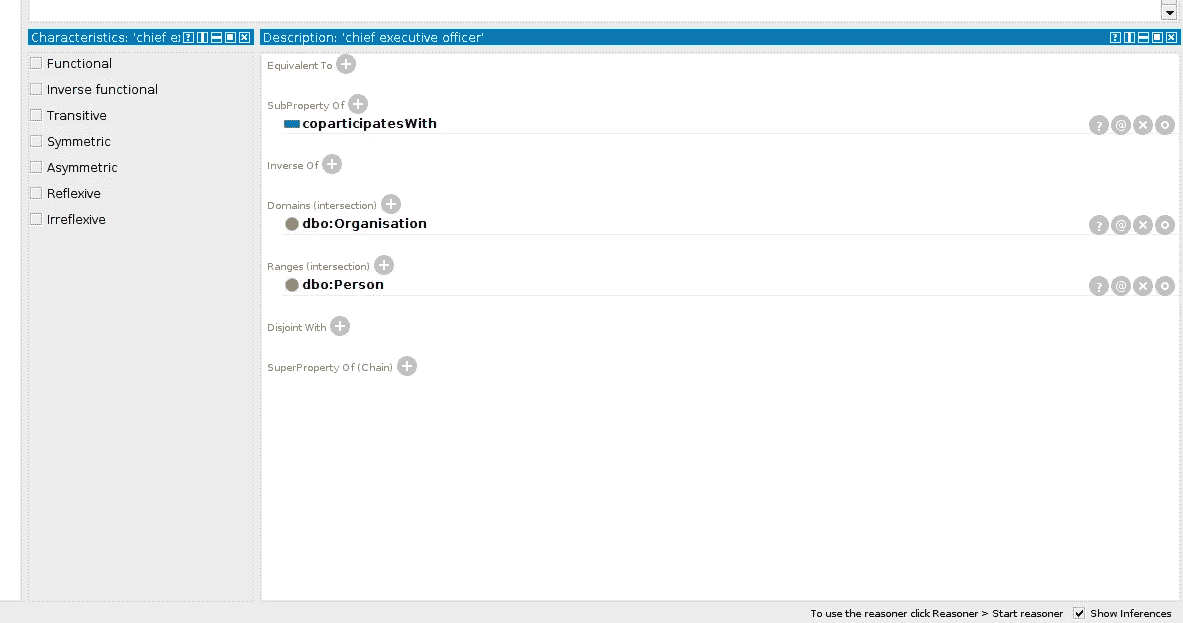 Characteristics: 'chief ex
Functional
Inverse functional
Transitive
Symmetric
Asymmetric
Reflexive
Irreflexive
Description: 'chief executive officer'
Equivalent To
SubProperty Of
coparticipatesWith
Inverse Of
Domains (intersection)
dbo:Organisation
Ranges (intersection)
dbo:Person
Disjoint With
SuperProperty Of (Chain)
To use the reasoner click Reasoner > Start reasoner Show Inferences